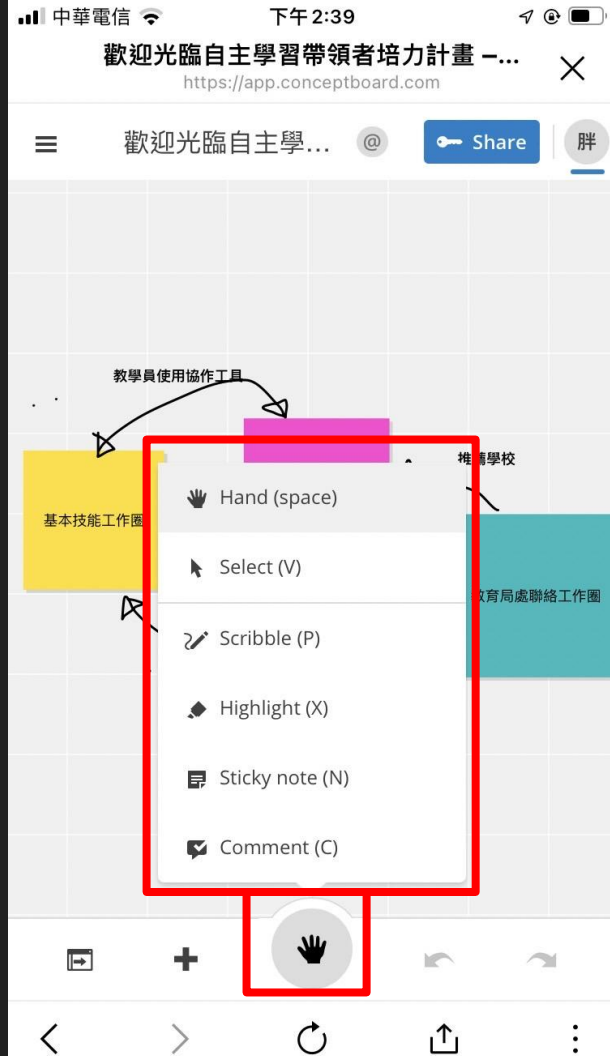 中華電信
下午2:39
歡迎光臨自主學習帶領者培力計畫 –...
https://app.conceptboard.com
歡迎光臨自主學...
@
Share
胖
教學員使用協作工具
推薦學校
基本技能工作圈
教育局處聯絡工作圈
Hand (space)
Select (V)
Scribble (P)
Highlight (X)
Sticky note (N)
Comment (C)